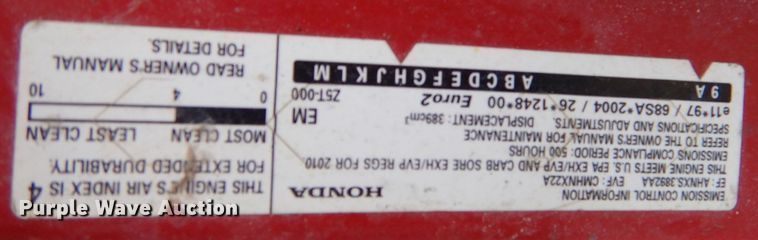 EMISSION CONTROL INFORMATION
HONDA
EF: AHNXS.3892AA EVF: CMHNX22A
THIS ENGINE MEETS U.S. EPA EXH/EVP AND CARB SORE EXH/EVP REGS FOR 2010.
EMISSIONS COMPLIANCE PERIOD: 500 HOURS
REFER TO THE OWNER'S MANUAL FOR MAINTENANCE
SPECIFICATIONS AND ADJUSTMENTS. DISPLACEMENT: 389cm³
EM
e11*97 / 68SA*2004 / 26*1248*00 Euro2
Z5T-000
9 A ABCDEFGHJKLM
THIS ENGINE'S AIR INDEX IS 4
FOR EXTENDED DURABILITY.
MOST CLEAN LEAST CLEAN
0 4 10
READ OWNER'S MANUAL
FOR DETAILS.
Purple Wave Auction